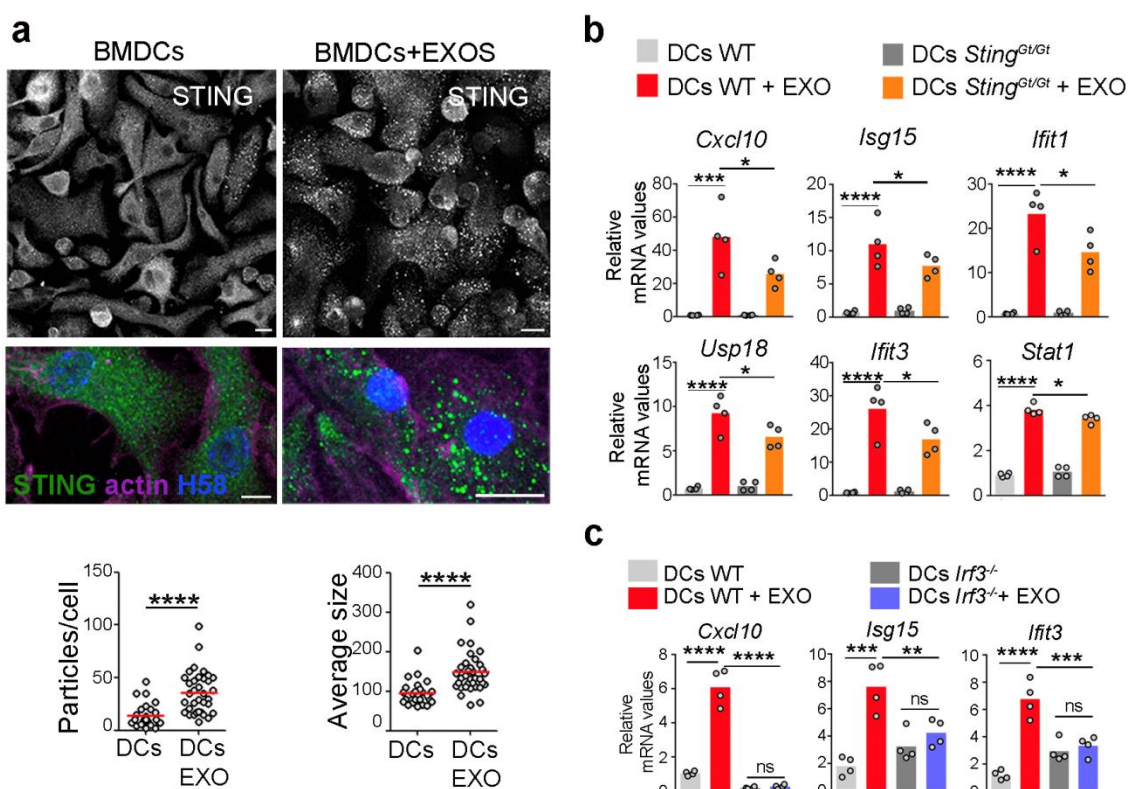 a
BMDCs
BMDCs+EXOS
STING
STING
STING actin H58
Particles/cell
150
100
50
0
****
DCs
DCs
EXO
Average size
400
300
200
100
0
****
DCs
DCs
EXO
b
DCs WT
DCs Sting^Gt/Gt
DCs WT + EXO
DCs Sting^Gt/Gt + EXO
Cxcl10
Relative
mRNA values
80
60
40
20
0
***
*
Isg15
20
15
10
5
0
****
*
Ifit1
30
20
10
0
****
*
Usp18
Relative
mRNA values
15
10
5
0
****
*
Ifit3
40
30
20
10
0
****
*
Stat1
6
4
2
0
****
*
c
DCs WT
DCs Irf3-/-
DCs WT + EXO
DCs Irf3-/-+ EXO
Cxcl10
Relative
mRNA values
8
6
4
2
0
****
****
ns
Isg15
10
8
6
4
2
0
***
**
ns
Ifit3
10
8
6
4
2
0
****
***
ns